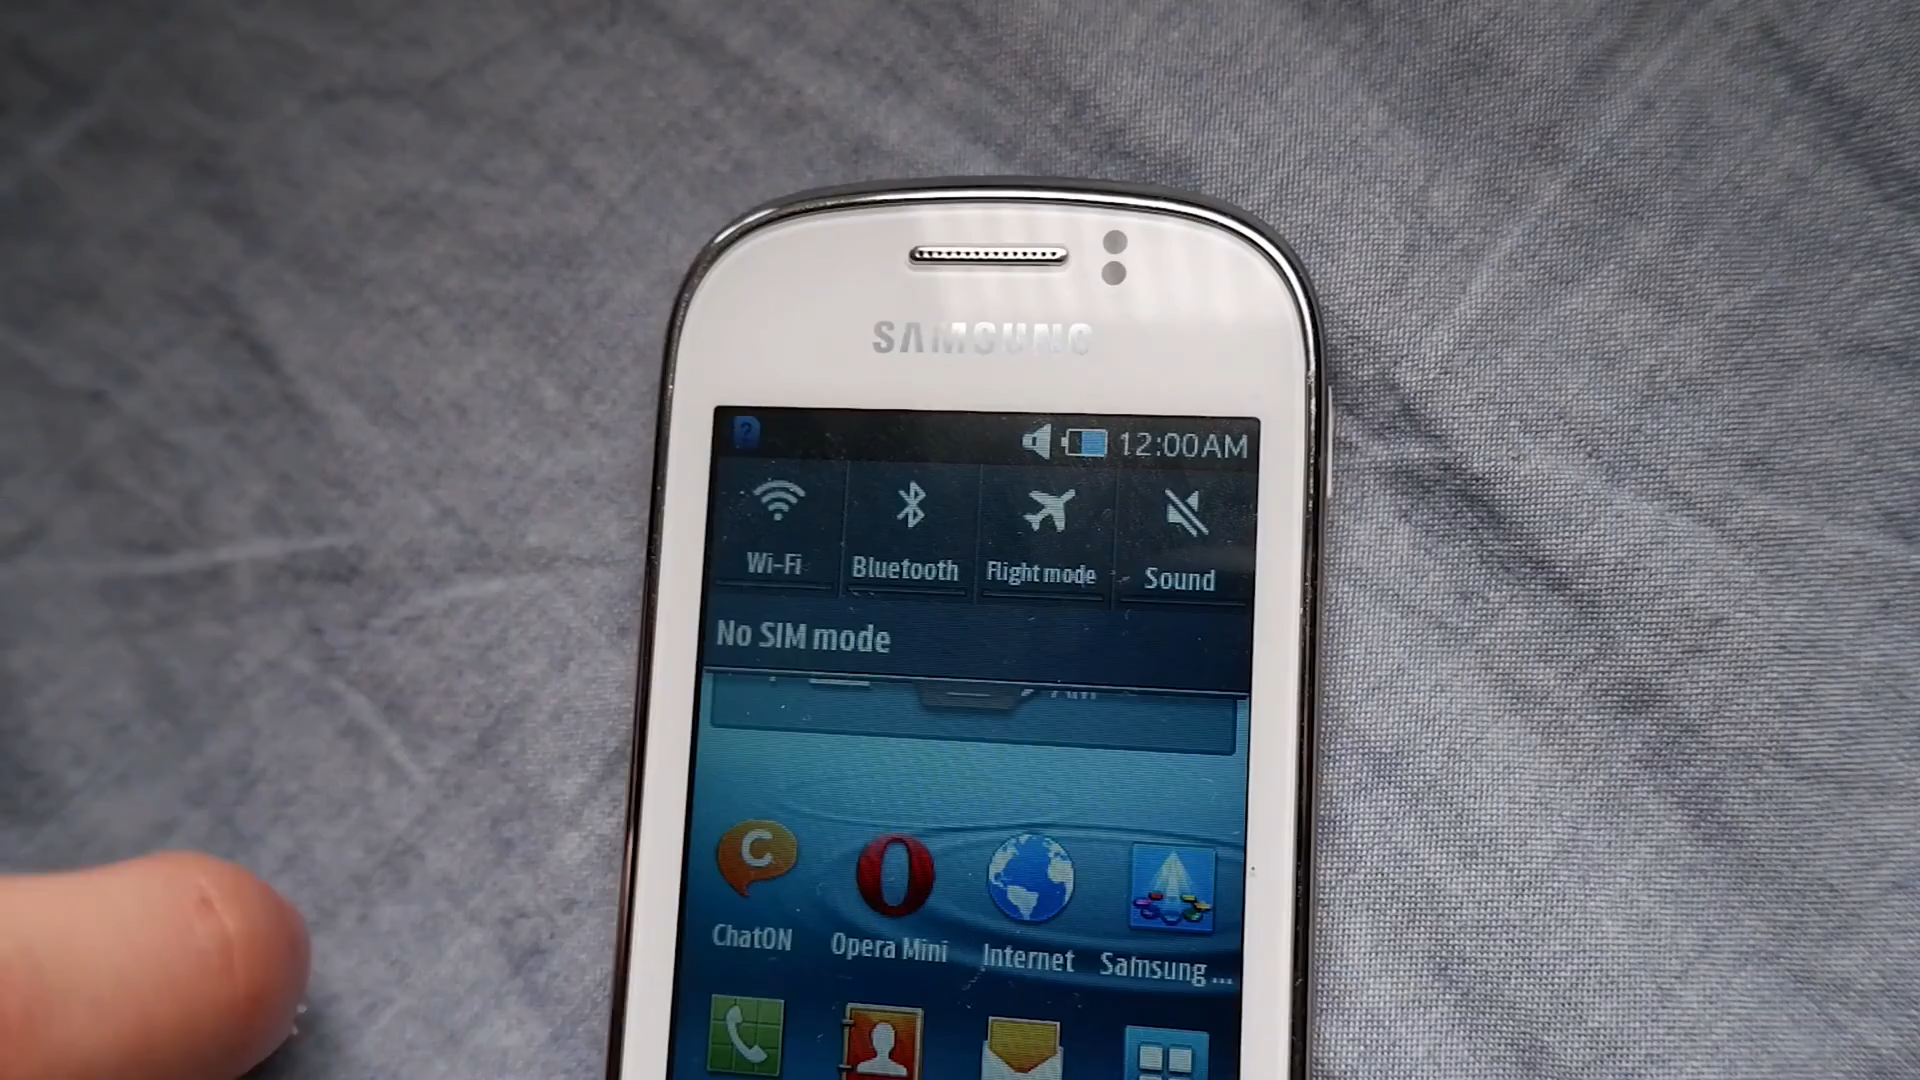 SAMSUNG
12:00AM
Wi-Fi Bluetooth Flight mode Sound
No SIM mode
ChatON Opera Mini Internet Samsung ...